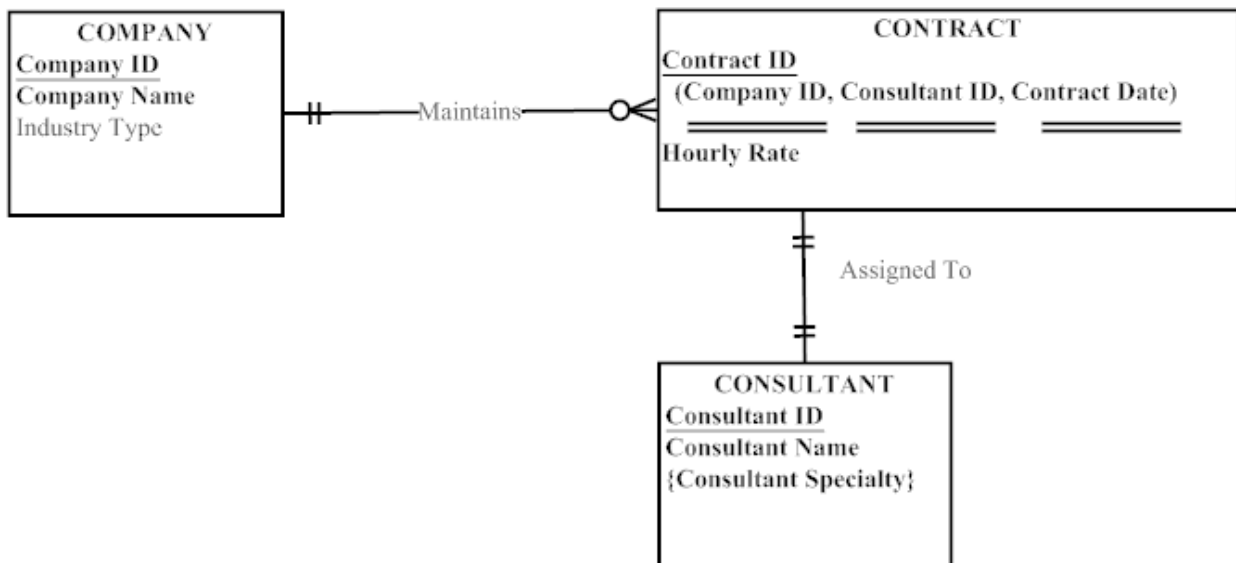 COMPANY
Company ID
Company Name
Industry Type
Maintains
CONTRACT
Contract ID
(Company ID, Consultant ID, Contract Date)
Hourly Rate
Assigned To
CONSULTANT
Consultant ID
Consultant Name
{Consultant Specialty}